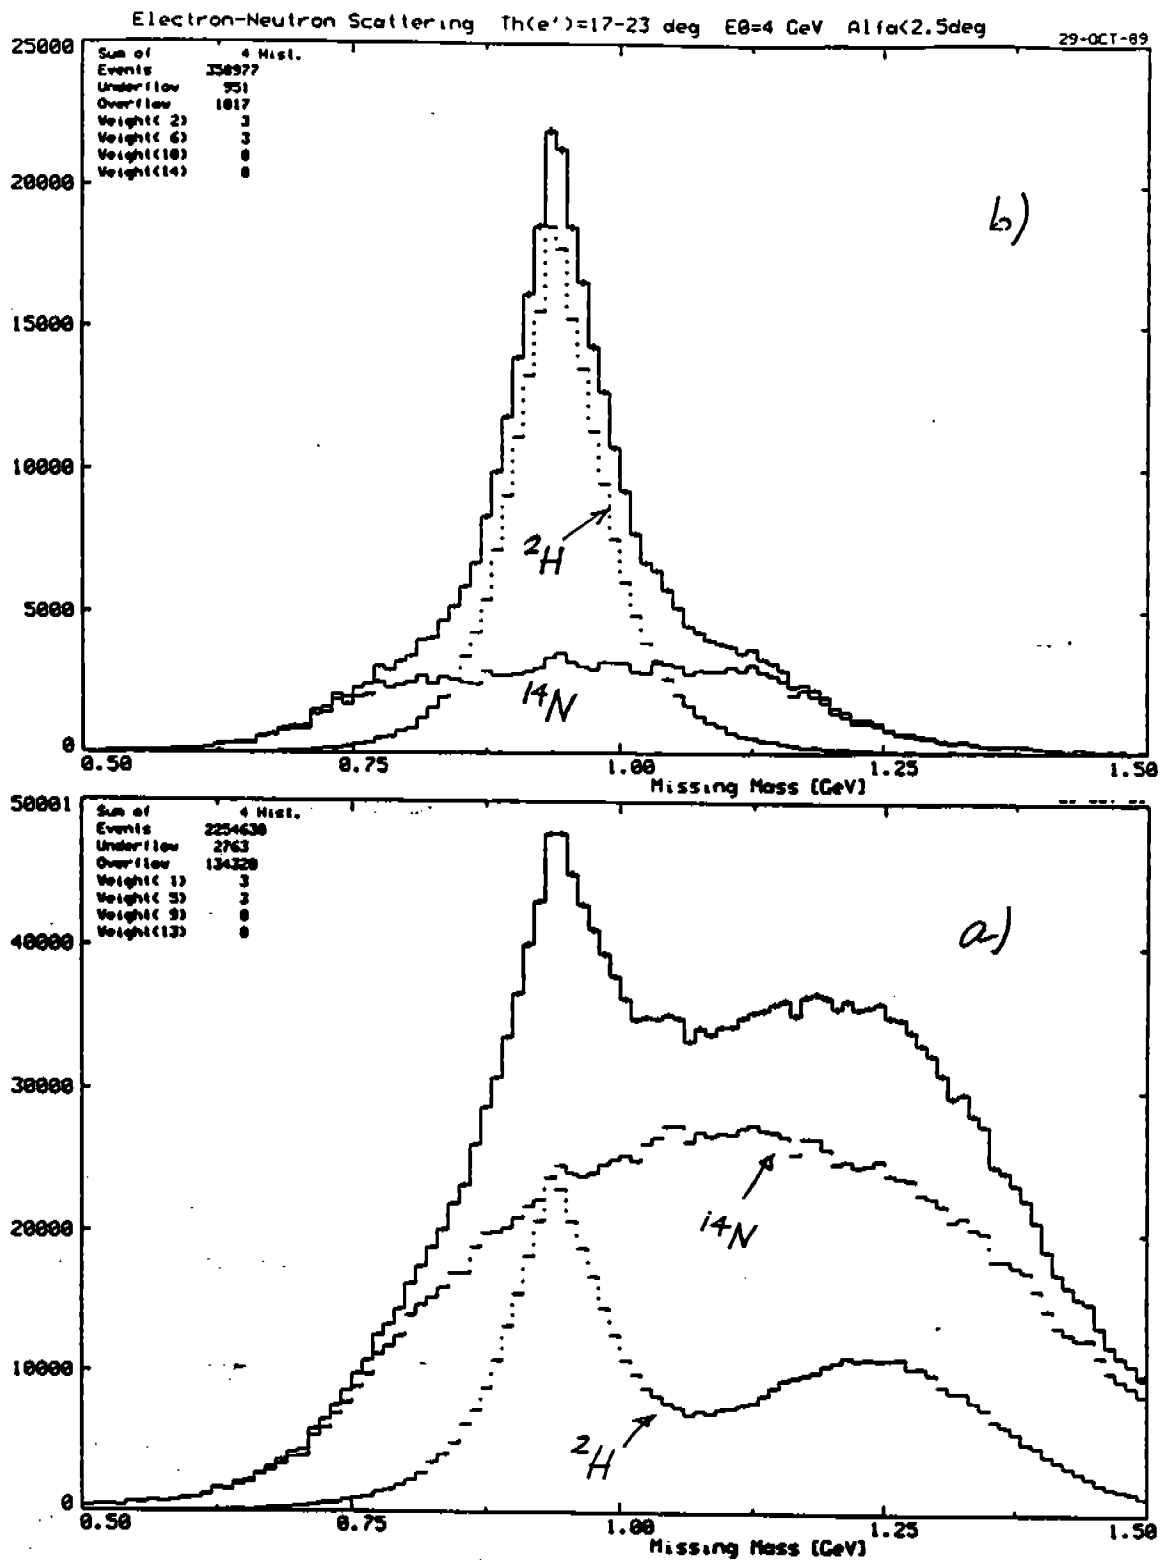 Electron-Neutron Scattering Th(e')=17-23 deg E0=4 GeV Alfa<2.5deg
29-OCT-89
25000
20000
15000
10000
5000
0
Sum of 4 Hist.
Events 350977
Underflow 951
Overflow 1017
Weight( 2) 3
Weight( 6) 3
Weight(10) 0
Weight(14) 0
b)
2H
14N
0.50 0.75 1.00 1.25 1.50
Missing Mass [GeV]
50001
40000
30000
20000
10000
0
Sum of 4 Hist.
Events 2254630
Underflow 2763
Overflow 134320
Weight( 1) 3
Weight( 5) 3
Weight( 9) 0
Weight(13) 0
a)
14N
2H
0.50 0.75 1.00 1.25 1.50
Missing Mass [GeV]